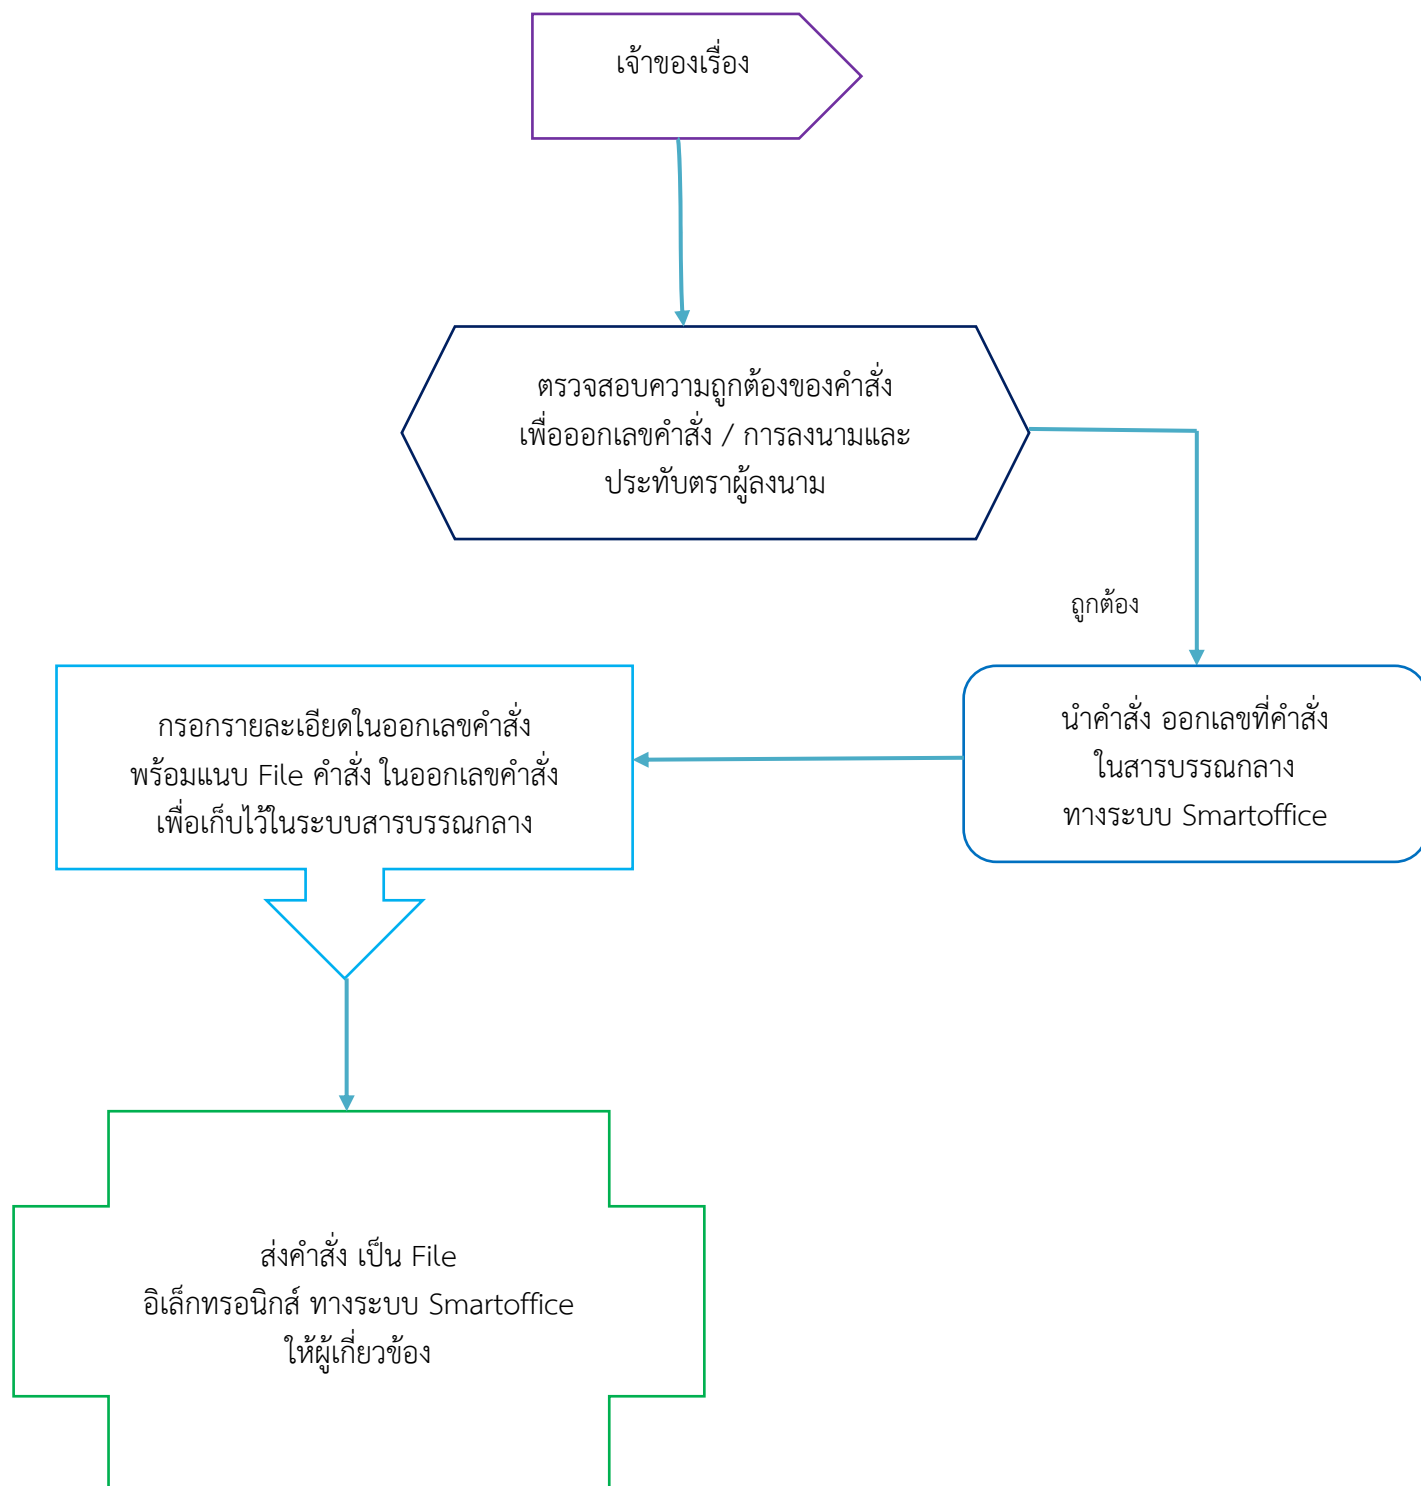 เจ้าของเรื่อง
ตรวจสอบความถูกต้องของคำสั่ง
เพื่อออกเลขคำสั่ง / การลงนามและ
ประทับตราผู้ลงนาม
ถูกต้อง
กรอกรายละเอียดในออกเลขคำสั่ง
พร้อมแนบ File คำสั่ง ในออกเลขคำสั่ง
เพื่อเก็บไว้ในระบบสารบรรณกลาง
นำคำสั่ง ออกเลขที่คำสั่ง
ในสารบรรณกลาง
ทางระบบ Smartoffice
ส่งคำสั่ง เป็น File
อิเล็กทรอนิกส์ ทางระบบ Smartoffice
ให้ผู้เกี่ยวข้อง